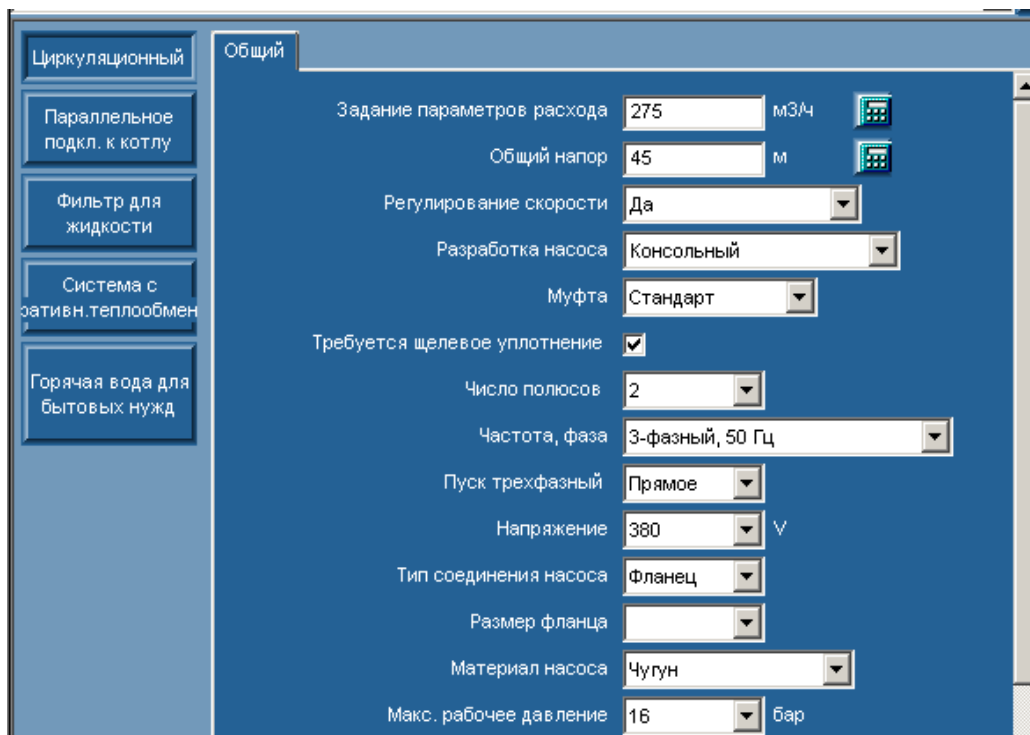 Циркуляционный
Параллельное
подкл. к котлу
Фильтр для
жидкости
Система с
ративн.теплообмен
Горячая вода для
бытовых нужд
Общий
Задание параметров расхода 275 м3/ч
Общий напор 45 м
Регулирование скорости Да
Разработка насоса Консольный
Муфта Стандарт
Требуется щелевое уплотнение
Число полюсов 2
Частота, фаза 3-фазный, 50 Гц
Пуск трехфазный Прямое
Напряжение 380 V
Тип соединения насоса Фланец
Размер фланца
Материал насоса Чугун
Макс. рабочее давление 16 бар